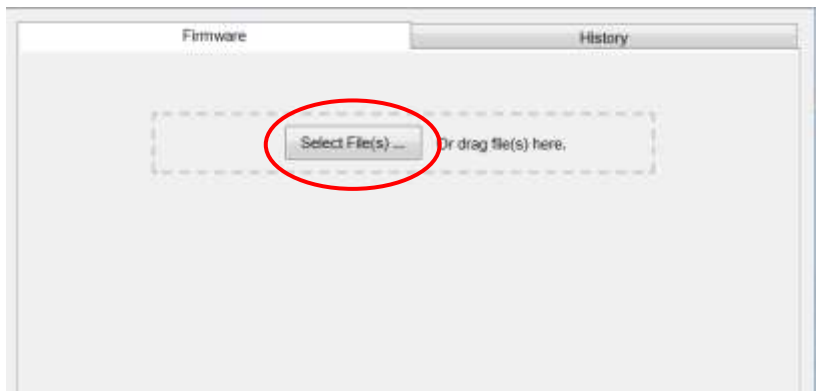 Firmware History
Select File(s) ... Or drag file(s) here.